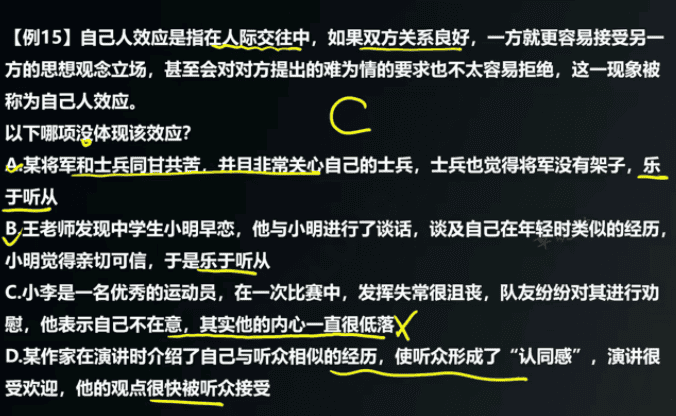 【例15】自己人效应是指在人际交往中，如果双方关系良好，一方就更容易接受另一
方的思想观念立场，甚至会对对方提出的难为情的要求也不太容易拒绝，这一现象被
称为自己人效应。
C
以下哪项没体现该效应?
A.某将军和士兵同甘共苦，并且非常关心自己的士兵，士兵也觉得将军没有架子，乐
于听从
B.王老师发现中学生小明早恋，他与小明进行了谈话，谈及自己在年轻时类似的经历，
小明觉得亲切可信，于是乐于听从
C.小李是一名优秀的运动员，在一次比赛中，发挥失常很沮丧，队友纷纷对其进行劝
慰，他表示自己不在意，其实他的内心一直很低落
D.某作家在演讲时介绍了自己与听众相似的经历，使听众形成了“认同感”，演讲很
受欢迎，他的观点很快被听众接受